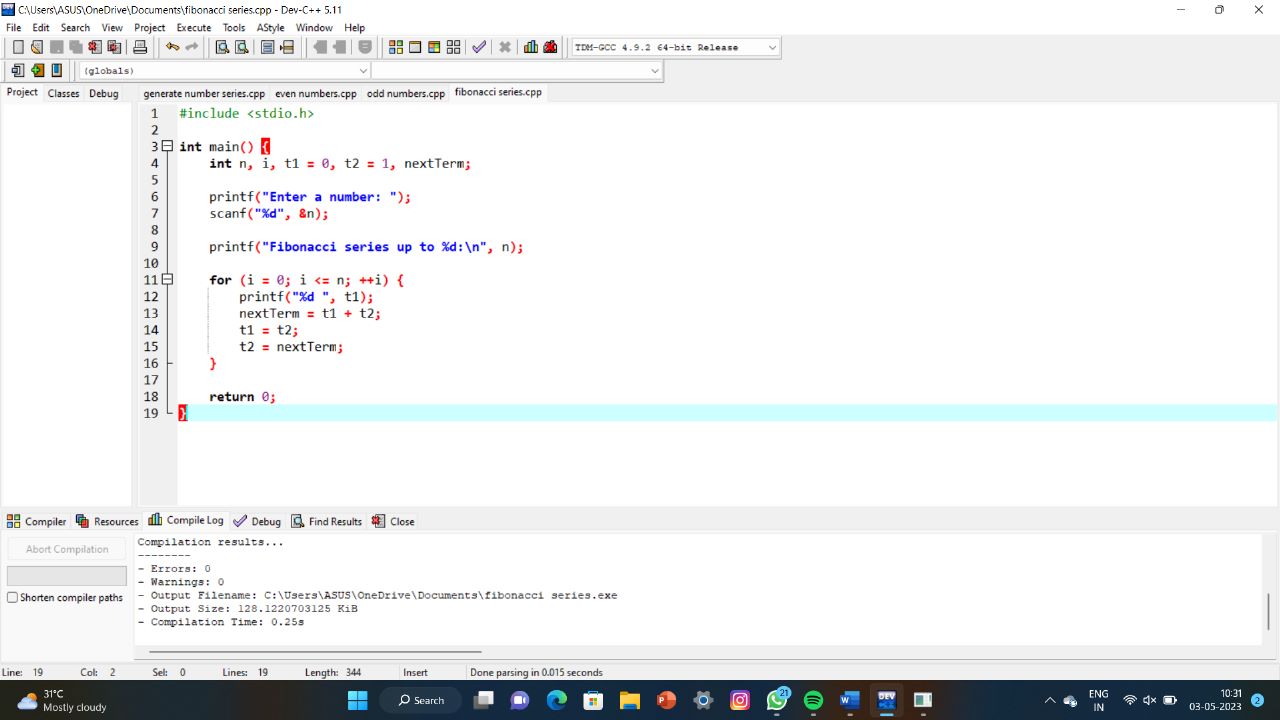 C:\Users\ASUS\OneDrive\Documents\fibonacci series.cpp - Dev-C++ 5.11
File Edit Search View Project Execute Tools AStyle Window Help
TDM-GCC 4.9.2 64-bit Release
(globals)
Project Classes Debug generate number series.cpp even numbers.cpp odd numbers.cpp fibonacci series.cpp
1 #include <stdio.h>
2
3 int main() {
4 int n, i, t1 = 0, t2 = 1, nextTerm;
5
6 printf("Enter a number: ");
7 scanf("%d", &n);
8
9 printf("Fibonacci series up to %d:\n", n);
10
11 for (i = 0; i <= n; ++i) {
12 printf("%d ", t1);
13 nextTerm = t1 + t2;
14 t1 = t2;
15 t2 = nextTerm;
16 }
17
18 return 0;
19 }
Compiler Resources Compile Log Debug Find Results Close
Abort Compilation
Shorten compiler paths
Compilation results...
--------
- Errors: 0
- Warnings: 0
- Output Filename: C:\Users\ASUS\OneDrive\Documents\fibonacci series.exe
- Output Size: 128.1220703125 KiB
- Compilation Time: 0.25s
Line: 19 Col: 2 Sel: 0 Lines: 19 Length: 344 Insert Done parsing in 0.015 seconds
31°C
Mostly cloudy
Search
21
DEV
ENG
IN
10:31
03-05-2023
2